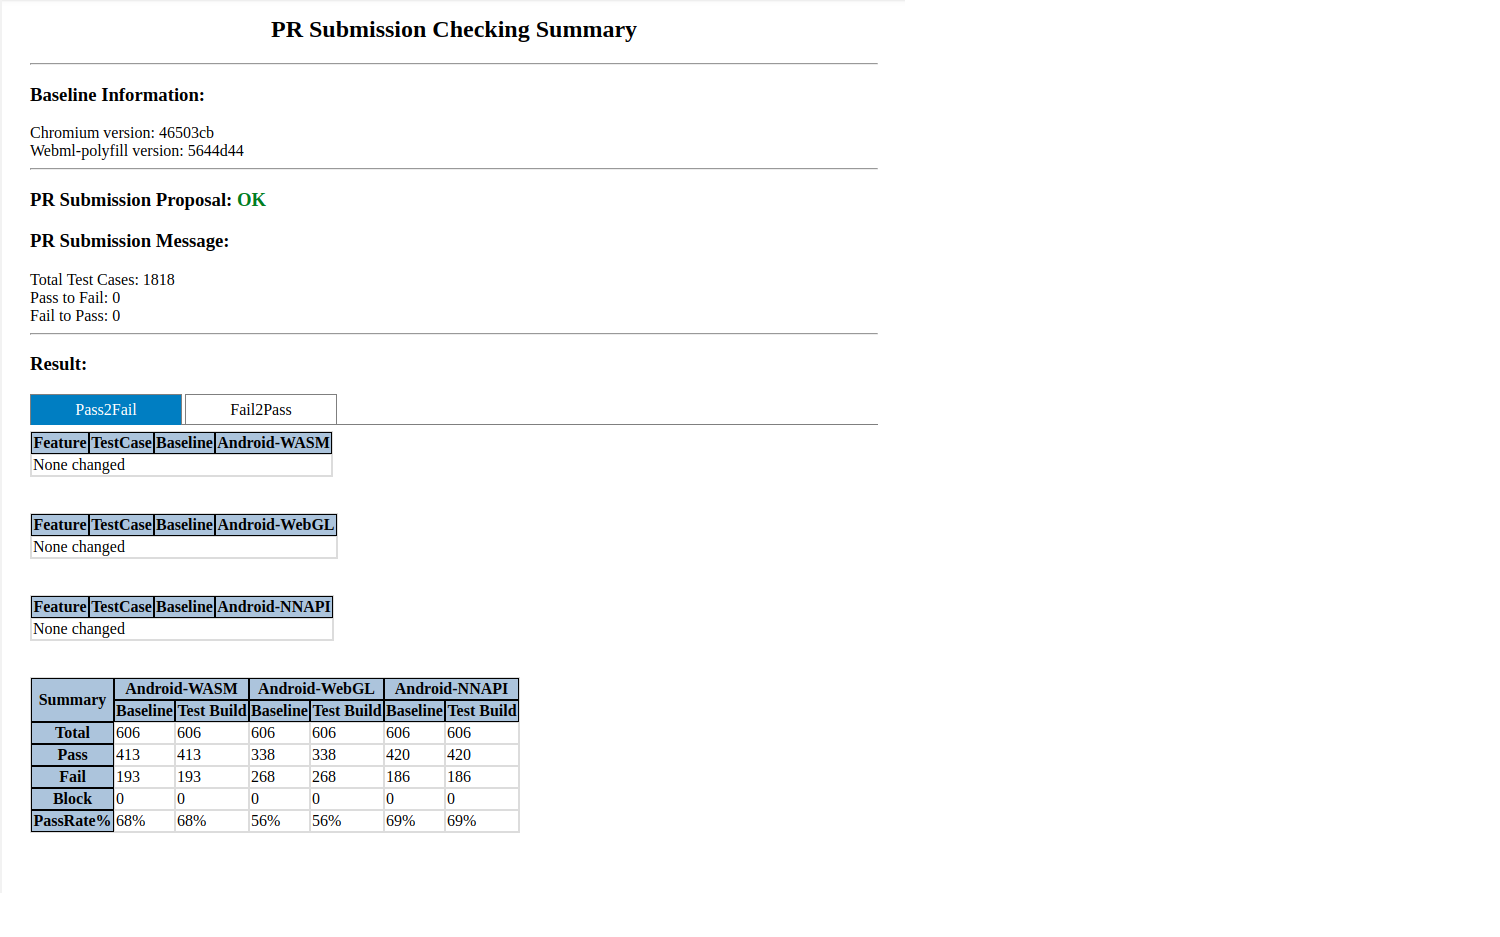 PR Submission Checking Summary
Baseline Information:
Chromium version: 46503cb
Webml-polyfill version: 5644d44
PR Submission Proposal: OK
PR Submission Message:
Total Test Cases: 1818
Pass to Fail: 0
Fail to Pass: 0
Result:
Pass2Fail Fail2Pass
Feature TestCase Baseline Android-WASM
None changed
Feature TestCase Baseline Android-WebGL
None changed
Feature TestCase Baseline Android-NNAPI
None changed
Summary Android-WASM Android-WebGL Android-NNAPI
Baseline Test Build Baseline Test Build Baseline Test Build
Total 606 606 606 606 606 606
Pass 413 413 338 338 420 420
Fail 193 193 268 268 186 186
Block 0 0 0 0 0 0
PassRate% 68% 68% 56% 56% 69% 69%